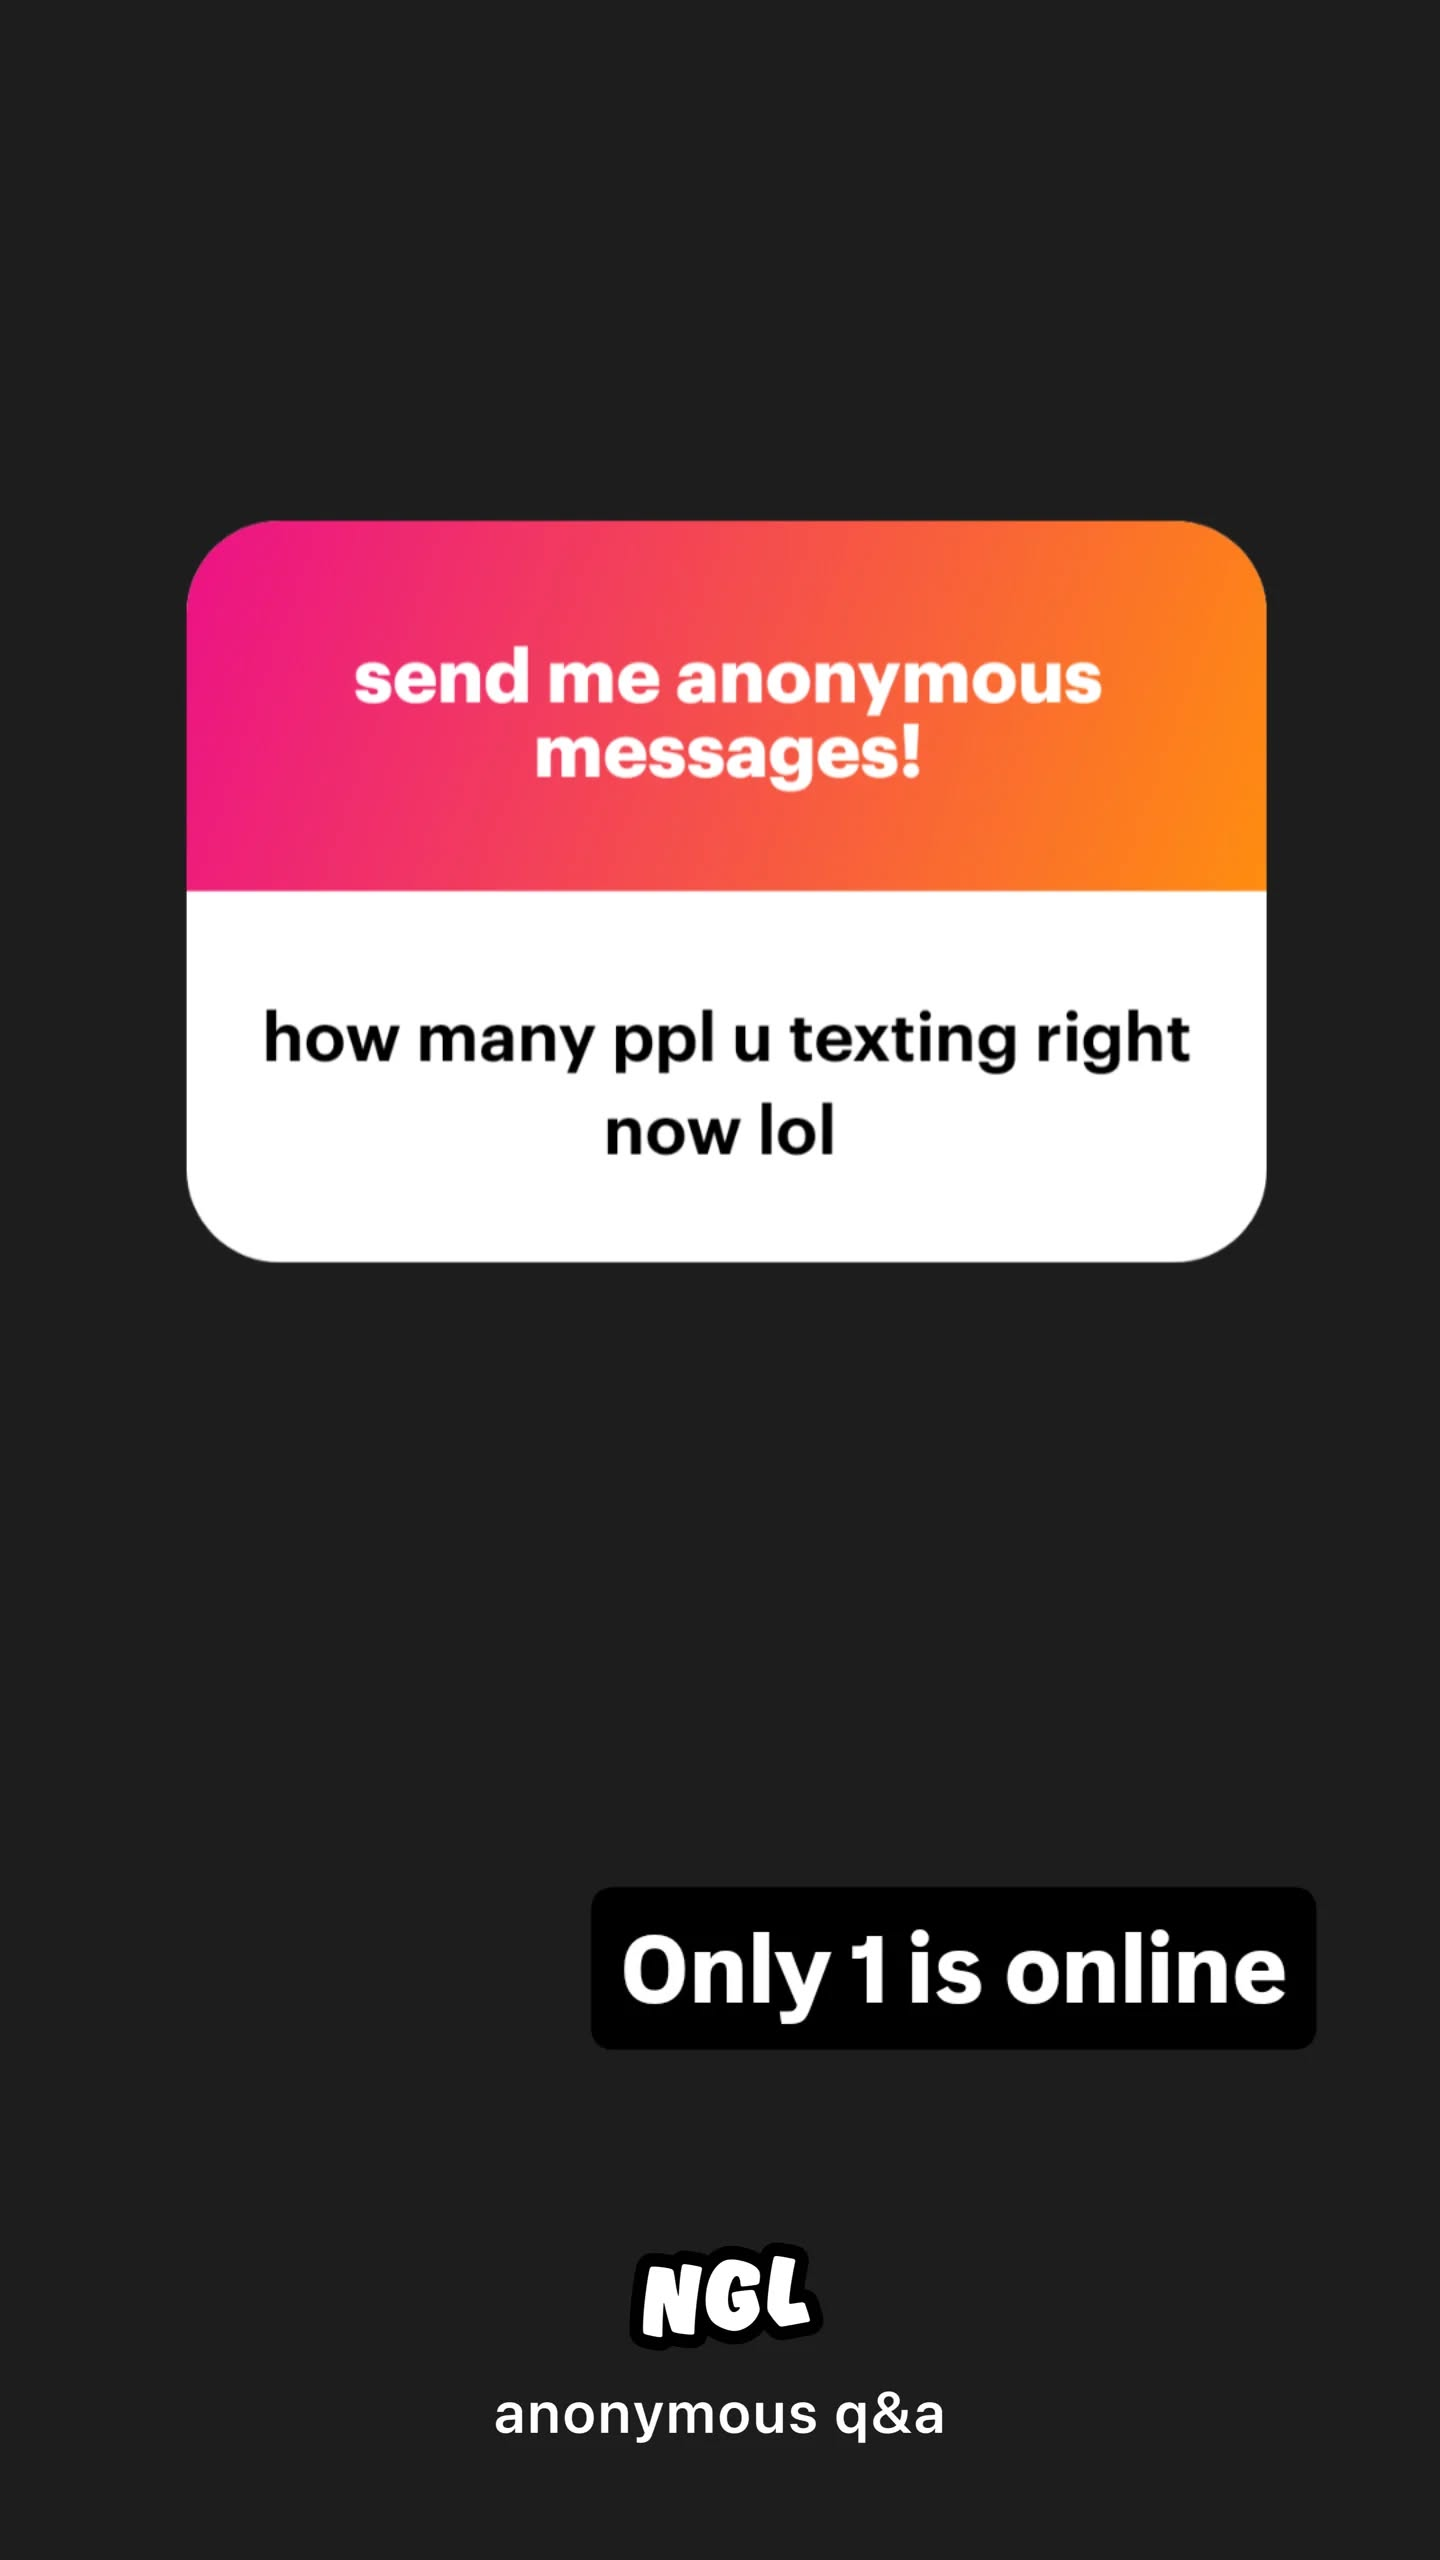 send me anonymous
messages!
how many ppl u texting right
now lol
Only 1 is online
NGL
anonymous q&a